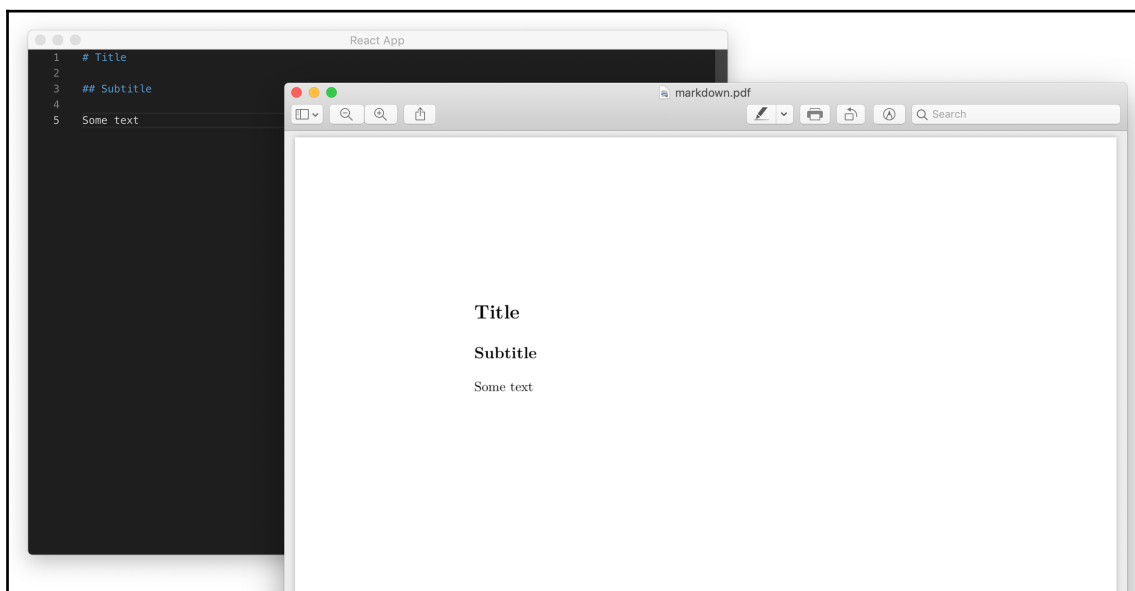 React App
1 # Title
2
3 ## Subtitle
4
5 Some text
markdown.pdf
Search
Title
Subtitle
Some text